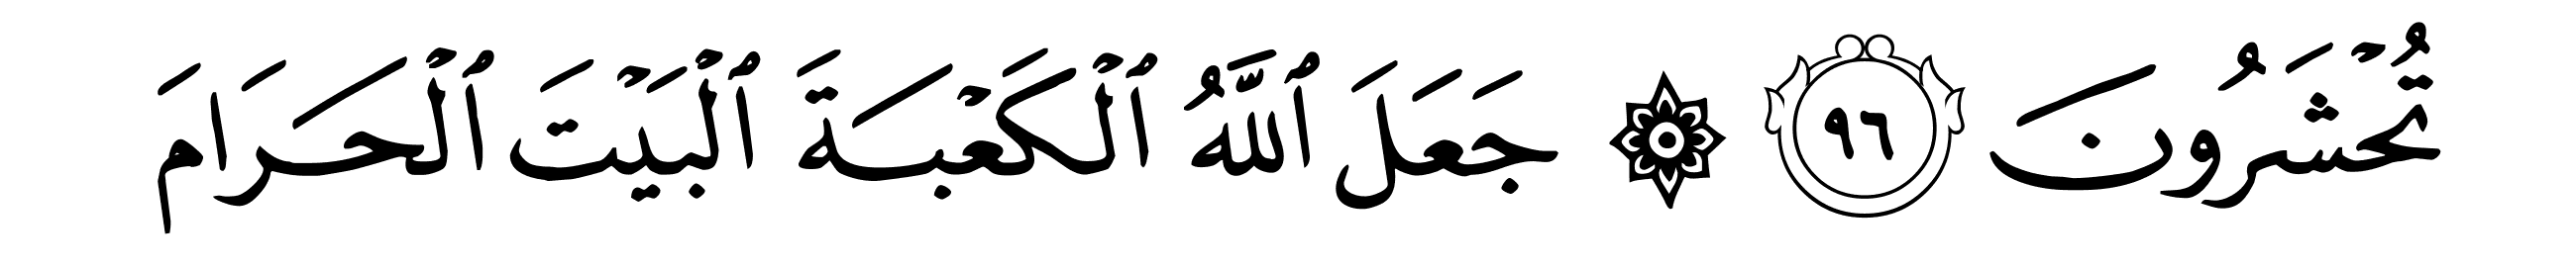 تُحْشَرُونَ ٩٦ ۞ جَعَلَ ٱللَّهُ ٱلْكَعْبَةَ ٱلْبَيْتَ ٱلْحَرَامَ